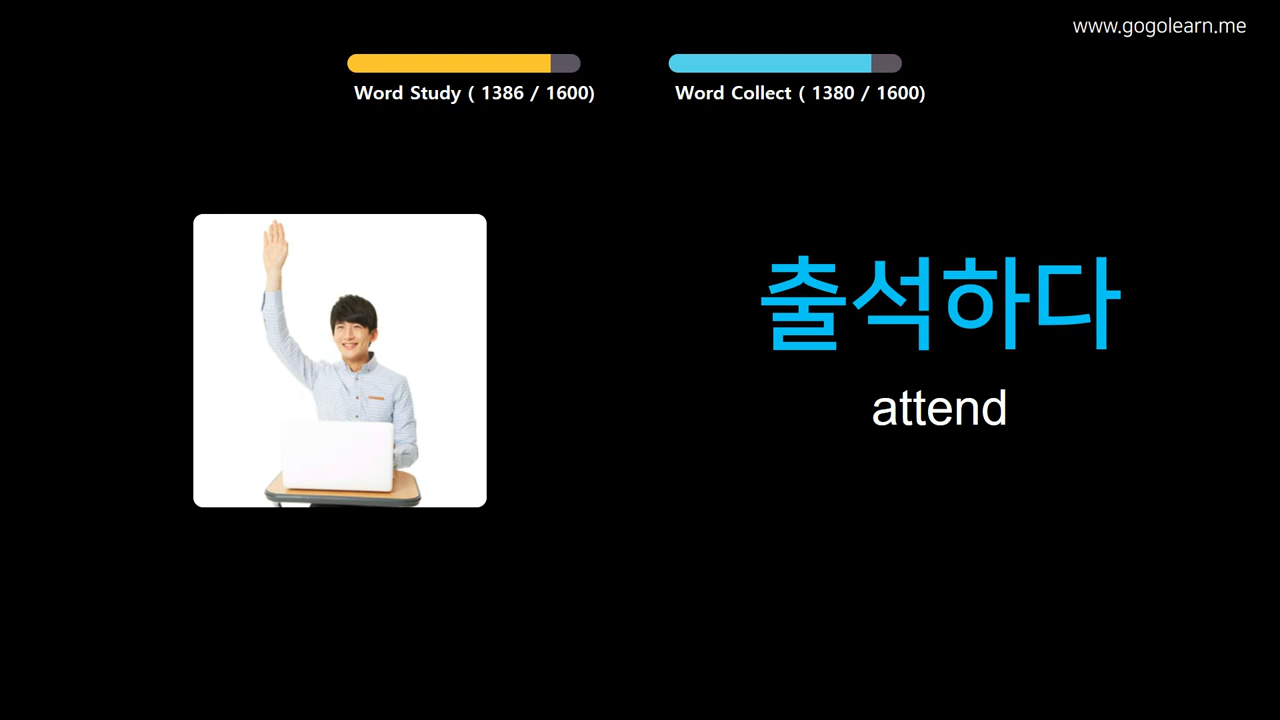 www.gogolearn.me
Word Study ( 1386 / 1600)
Word Collect ( 1380 / 1600)
출석하다
attend